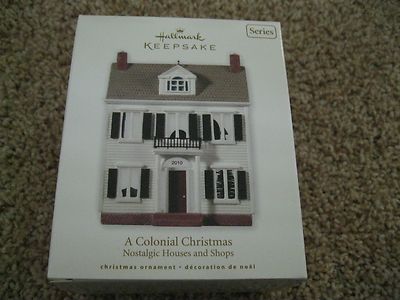 Hallmark
KEEPSAKE
Series
2010
A Colonial Christmas
Nostalgic Houses and Shops
christmas ornament • décoration de noël